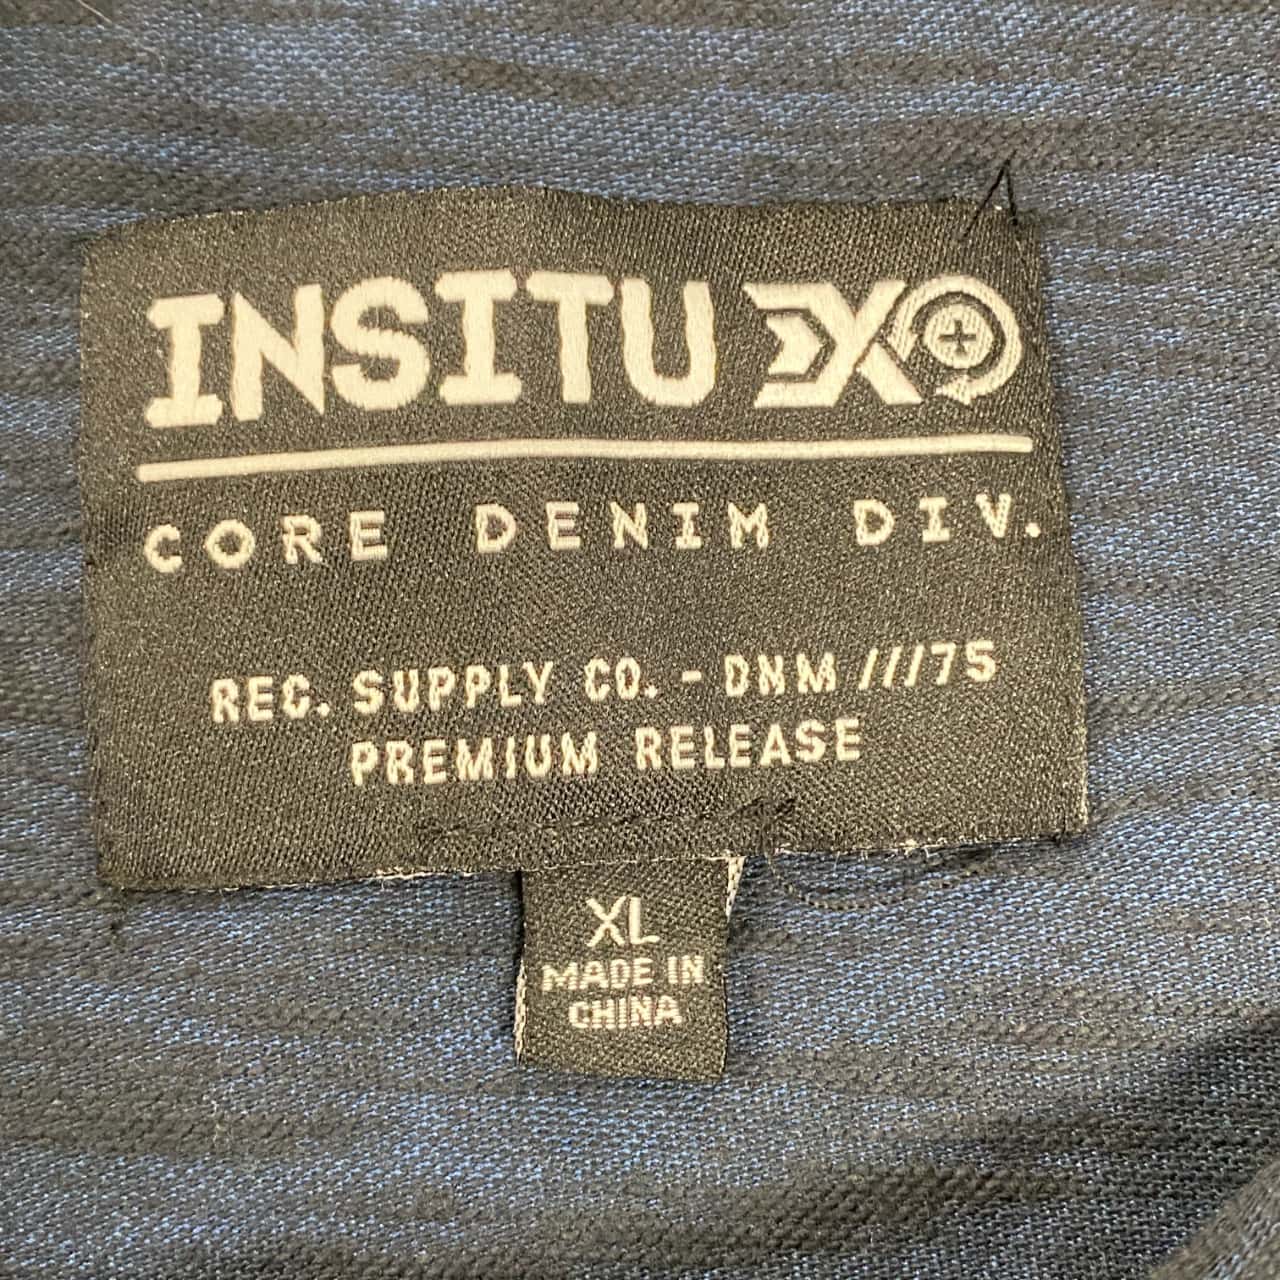 INSITU
CORE DENIM DIV.
REC. SUPPLY CO. - DNM ///75
PREMIUM RELEASE
XL
MADE IN
CHINA